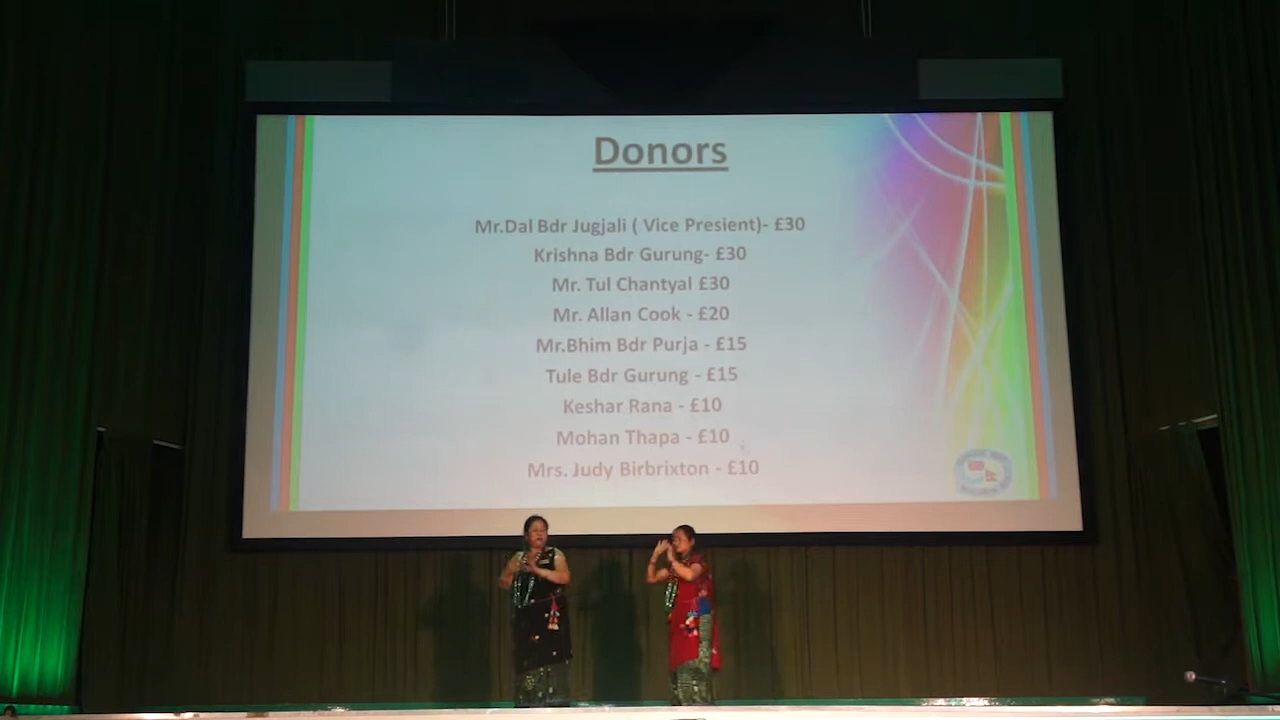 Donors
Mr.Dal Bdr Jugjali ( Vice Presient)- £30
Krishna Bdr Gurung- £30
Mr. Tul Chantyal £30
Mr. Allan Cook - £20
Mr.Bhim Bdr Purja - £15
Tule Bdr Gurung - £15
Keshar Rana - £10
Mohan Thapa - £10
Mrs. Judy Birbrixton - £10